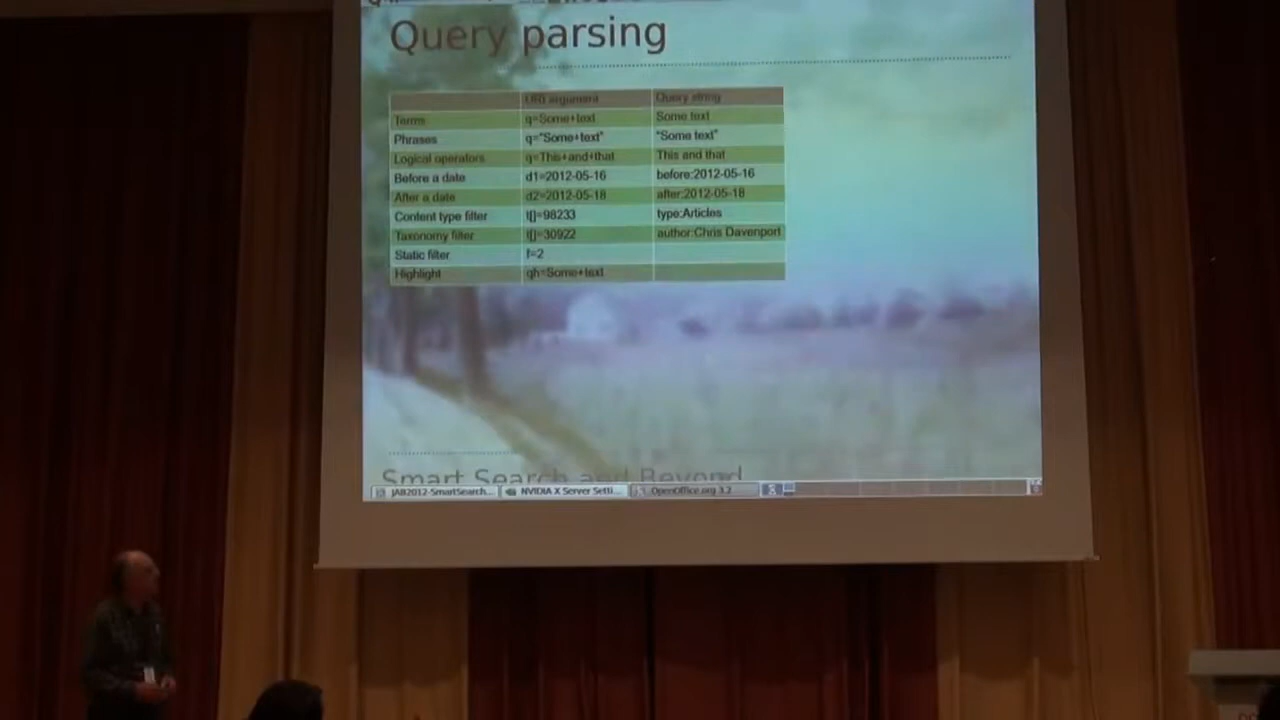 Query parsing
URI argument Query string
Terms q=Some+text Some text
Phrases q="Some+text" "Some text"
Logical operators q=This+and+that This and that
Before a date d1=2012-05-16 before:2012-05-16
After a date d2=2012-05-18 after:2012-05-18
Content type filter t[]=98233 type:Articles
Taxonomy filter t[]=30922 author:Chris Davenport
Static filter f=2
Highlight qh=Some+text
Smart Search and Beyond
JAB2012-SmartSearch... NVIDIA X Server Setti... OpenOffice.org 3.2